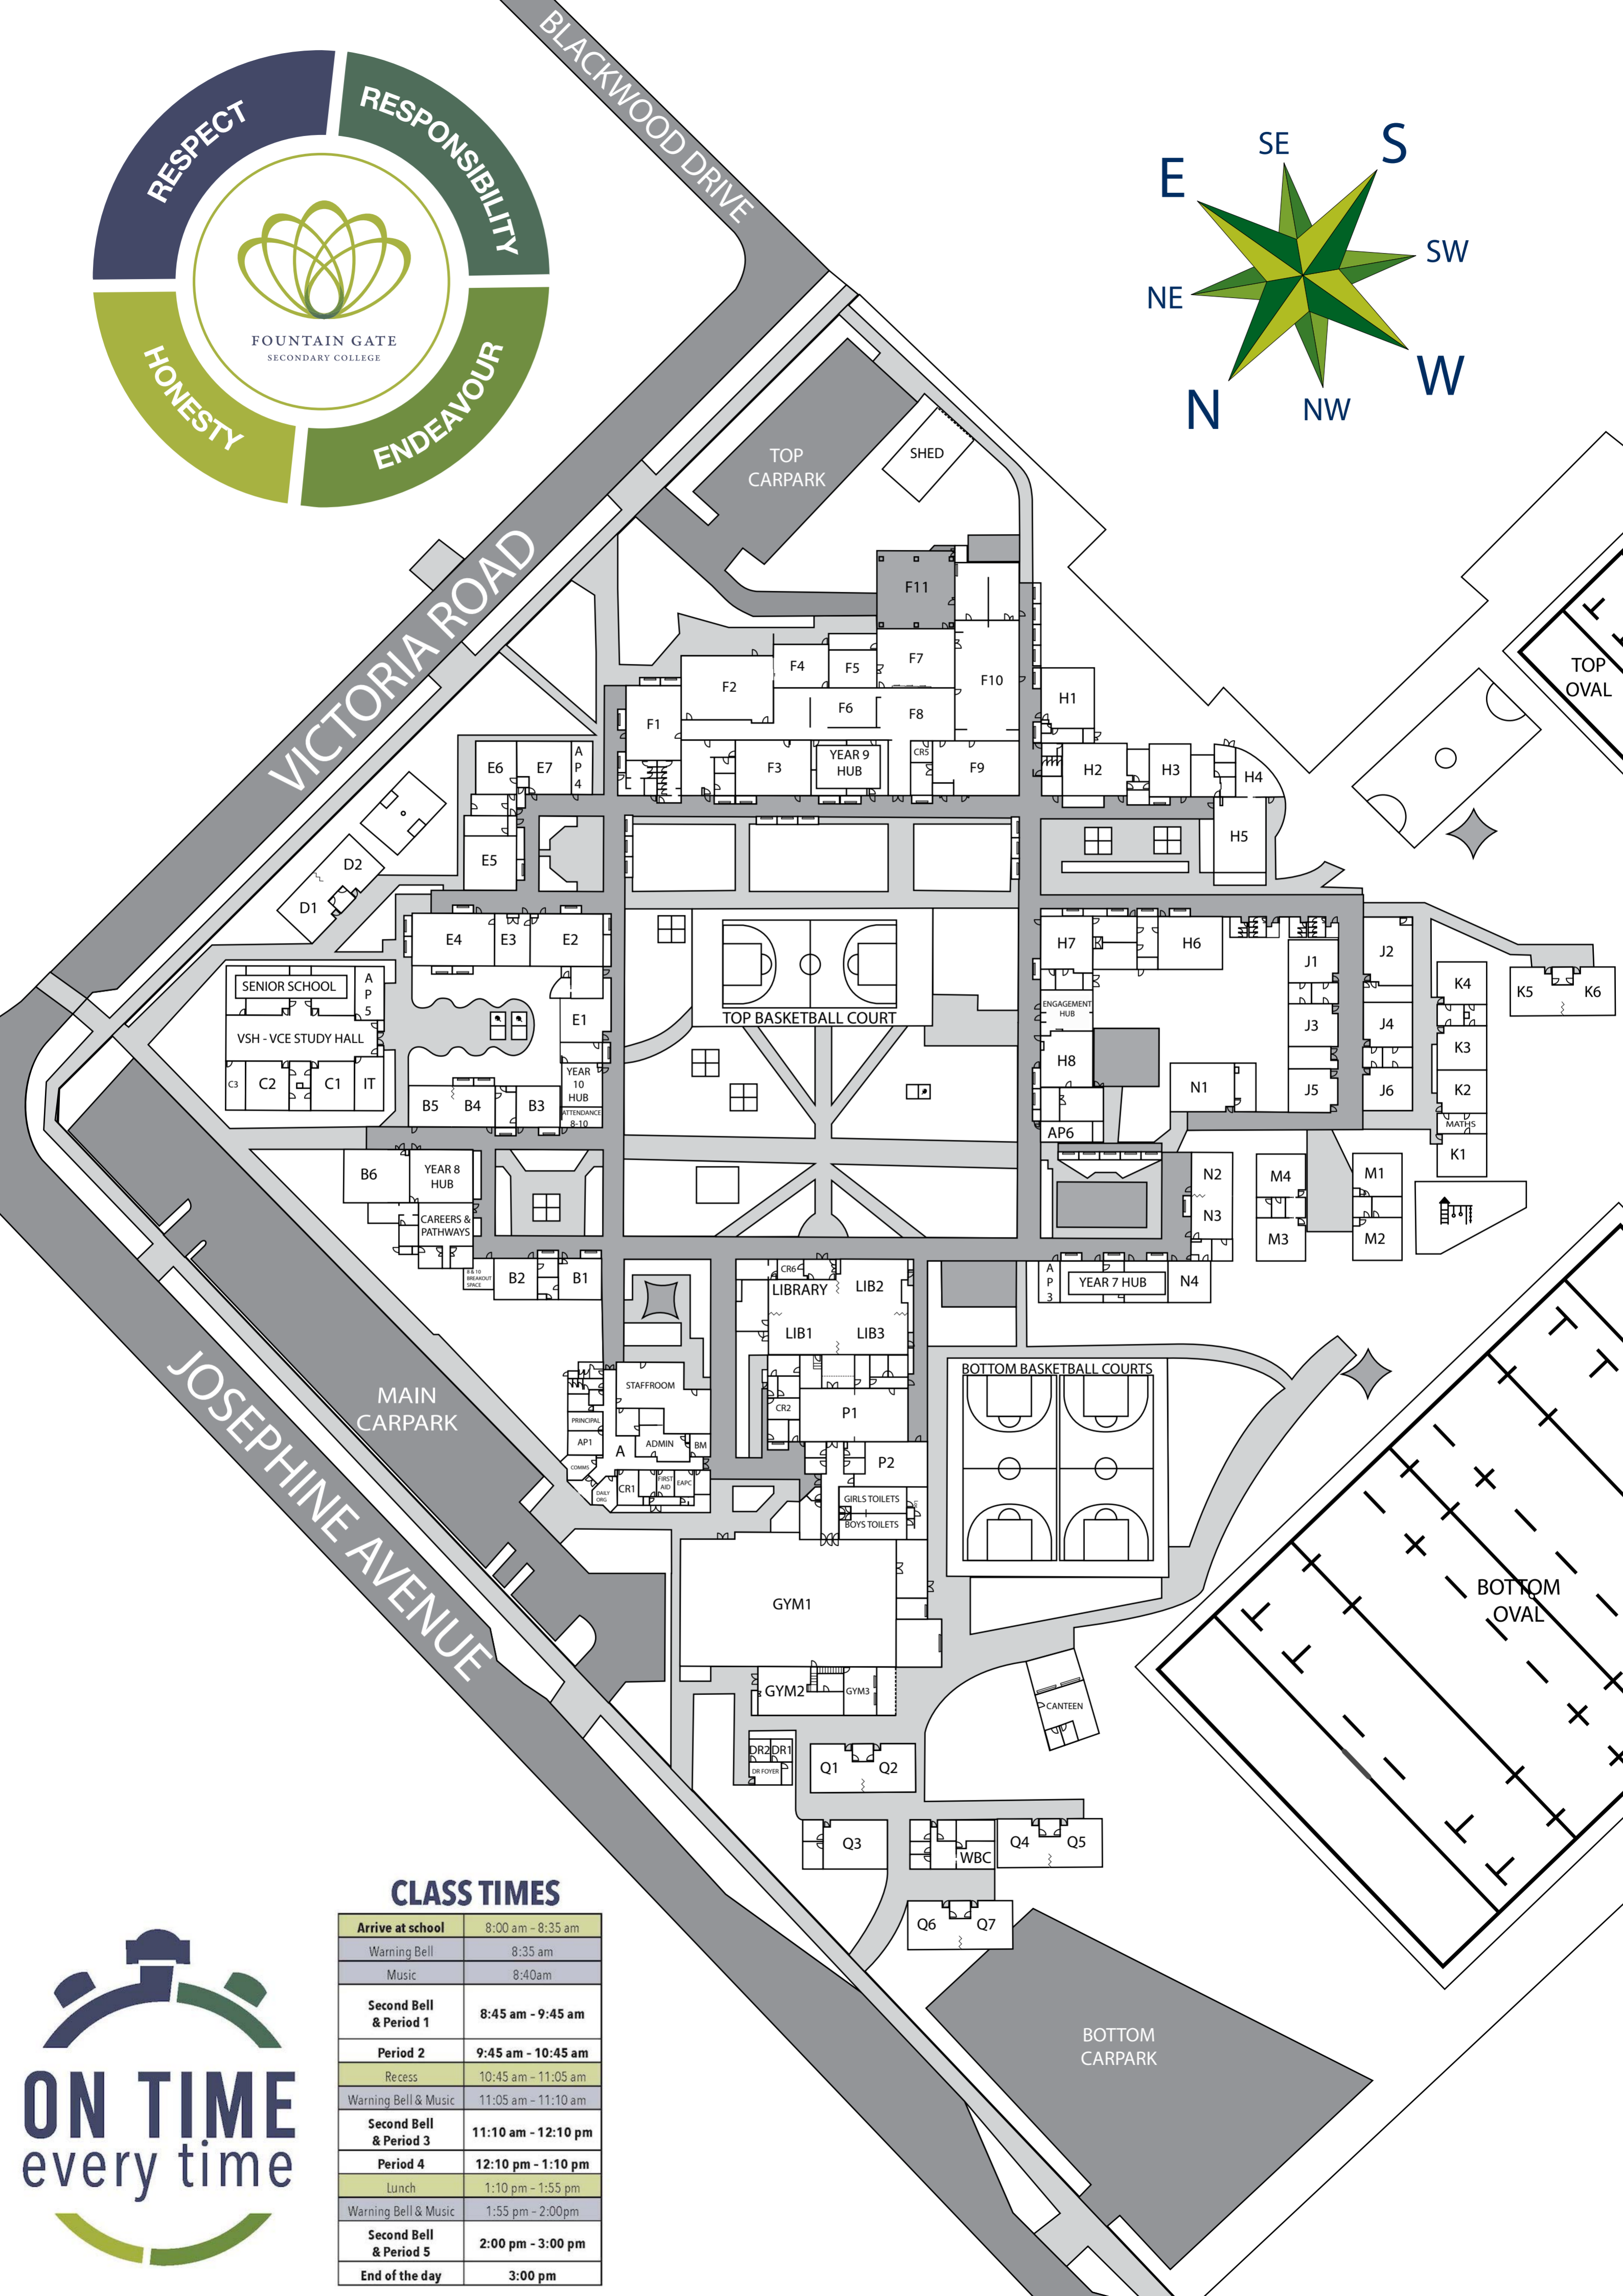 BLACKWOOD DRIVE
RESPECT
RESPONSIBILITY
HONESTY
ENDEAVOUR
FOUNTAIN GATE
SECONDARY COLLEGE
SE
S
E
SW
NE
W
N
NW
VICTORIA ROAD
TOP
CARPARK
SHED
TOP
OVAL
F11
F4
F5
F7
F2
F10
F6
F8
F1
H1
E6
E7
A
P
4
F3
YEAR 9
HUB
CR5
F9
H2
H3
H4
H5
E5
D2
D1
E4
E3
E2
H7
H6
J1
J2
K4
K5
K6
SENIOR SCHOOL
A
P
5
VSH - VCE STUDY HALL
E1
TOP BASKETBALL COURT
ENGAGEMENT
HUB
J3
J4
K3
C3
C2
C1
IT
YEAR
10
HUB
H8
N1
J5
J6
K2
B5
B4
B3
ATTENDANCE
8-10
AP6
MATHS
K1
B6
YEAR 8
HUB
N2
M4
M1
CAREERS &
PATHWAYS
N3
M3
M2
8 & 10
BREAKOUT
SPACE
B2
B1
CR6
LIBRARY
LIB2
A
P
3
YEAR 7 HUB
N4
LIB1
LIB3
JOSEPHINE AVENUE
MAIN
CARPARK
STAFFROOM
BOTTOM BASKETBALL COURTS
PRINCIPAL
CR2
P1
AP1
A
ADMIN
BM
COMMS
P2
DAILY
ORG
CR1
FIRST
AID
EAPC
GIRLS TOILETS
BOYS TOILETS
GYM1
BOTTOM
OVAL
GYM2
GYM3
CANTEEN
DR2
DR1
DR FOYER
Q1
Q2
Q3
WBC
Q4
Q5
Q6
Q7
BOTTOM
CARPARK
CLASS TIMES
Arrive at school 8:00 am - 8:35 am
Warning Bell 8:35 am
Music 8:40am
Second Bell
& Period 1 8:45 am - 9:45 am
Period 2 9:45 am - 10:45 am
Recess 10:45 am - 11:05 am
Warning Bell & Music 11:05 am - 11:10 am
Second Bell
& Period 3 11:10 am - 12:10 pm
Period 4 12:10 pm - 1:10 pm
Lunch 1:10 pm - 1:55 pm
Warning Bell & Music 1:55 pm - 2:00pm
Second Bell
& Period 5 2:00 pm - 3:00 pm
End of the day 3:00 pm
ON TIME
every time